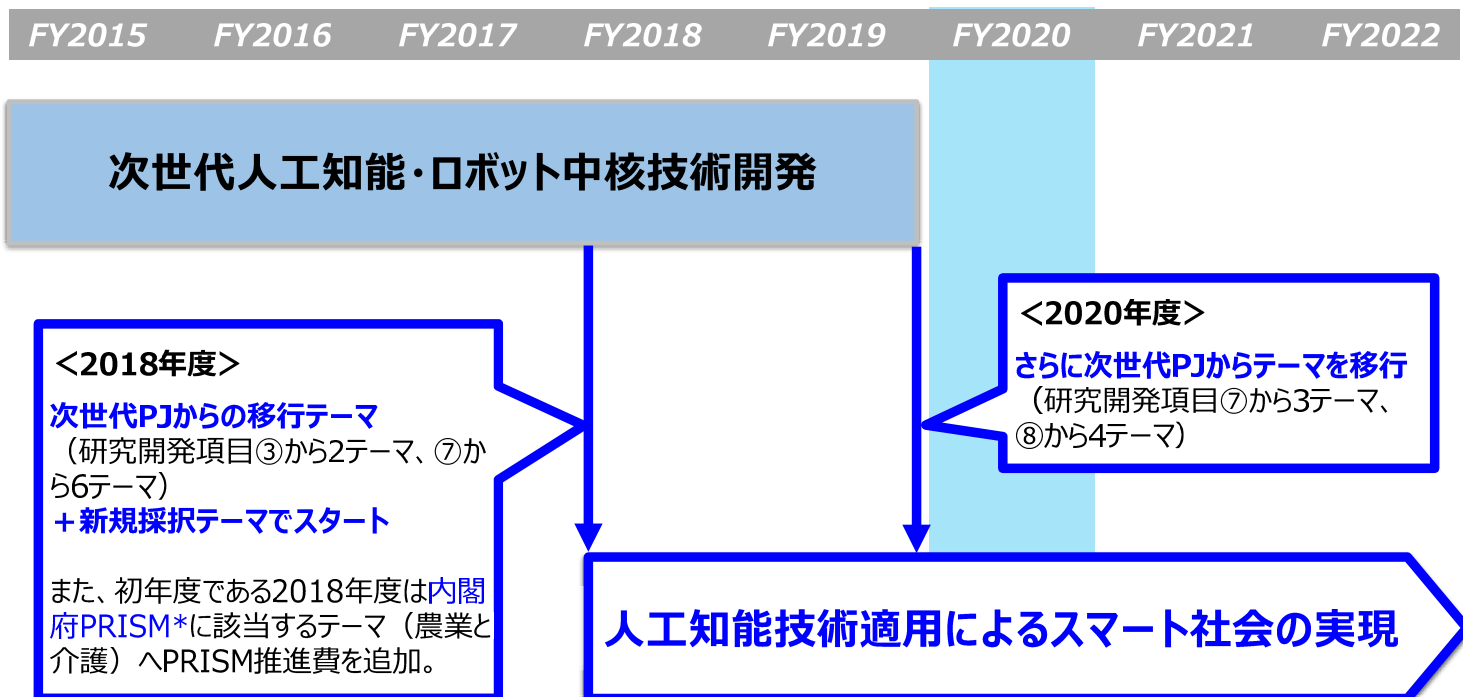 FY2015 FY2016 FY2017 FY2018 FY2019 FY2020 FY2021 FY2022
次世代人工知能・ロボット中核技術開発
＜2018年度＞
次世代PJからの移行テーマ
（研究開発項目③から2テーマ、⑦か
ら6テーマ）
＋新規採択テーマでスタート
また、初年度である2018年度は内閣
府PRISM*に該当するテーマ（農業と
介護）へPRISM推進費を追加。
＜2020年度＞
さらに次世代PJからテーマを移行
（研究開発項目⑦から3テーマ、
⑧から4テーマ）
人工知能技術適用によるスマート社会の実現